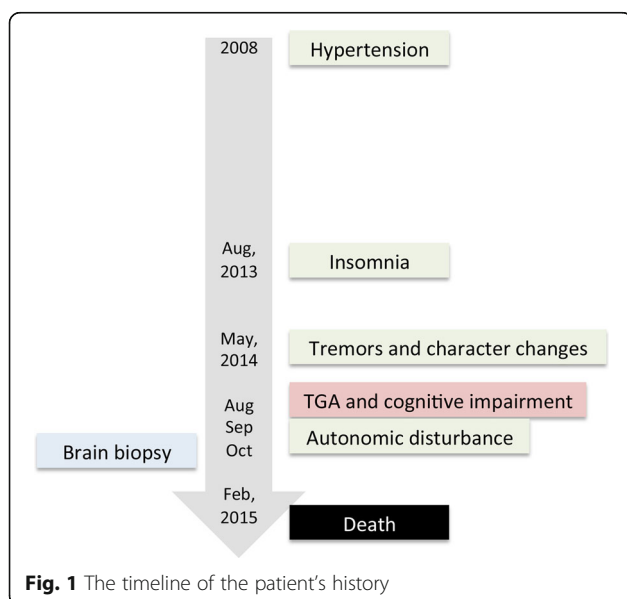 2008 Hypertension
Aug,
2013
Insomnia
May,
2014
Tremors and character changes
Aug
TGA and cognitive impairment
Sep
Autonomic disturbance
Oct
Brain biopsy
Feb,
2015
Death
Fig. 1 The timeline of the patient’s history